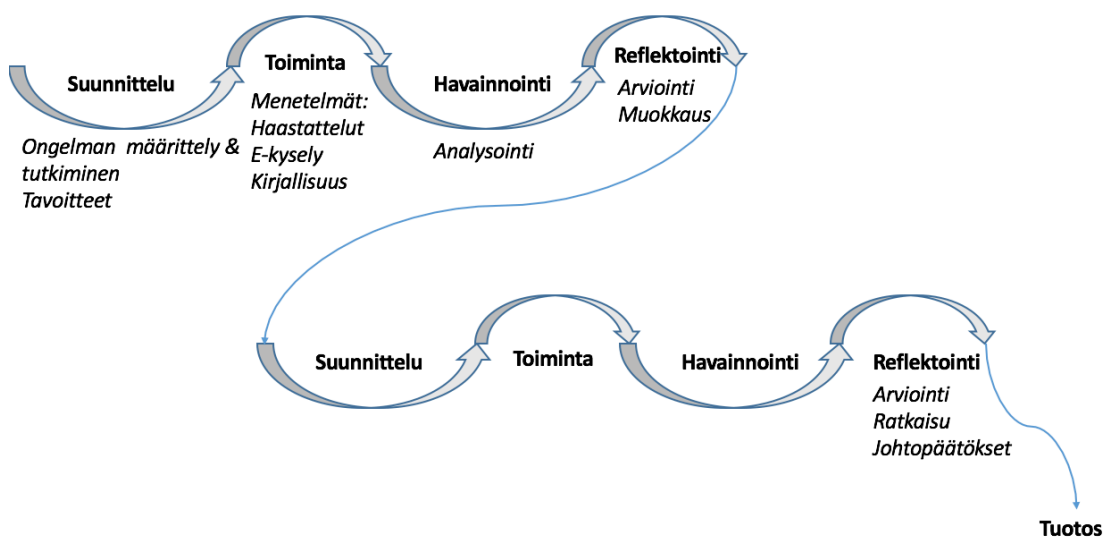 Suunnittelu
Ongelman määrittely &
tutkiminen
Tavoitteet
Toiminta
Menetelmät:
Haastattelut
E-kysely
Kirjallisuus
Havainnointi
Analysointi
Reflektointi
Arviointi
Muokkaus
Suunnittelu
Toiminta
Havainnointi
Reflektointi
Arviointi
Ratkaisu
Johtopäätökset
Tuotos